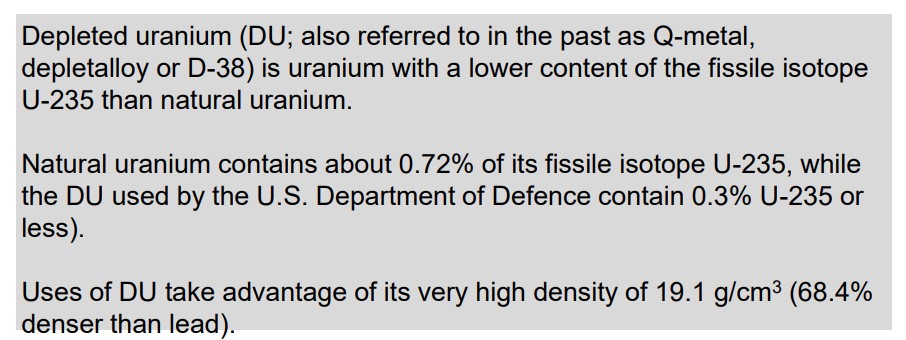 Depleted uranium (DU; also referred to in the past as Q-metal,
depletalloy or D-38) is uranium with a lower content of the fissile isotope
U-235 than natural uranium.
Natural uranium contains about 0.72% of its fissile isotope U-235, while
the DU used by the U.S. Department of Defence contain 0.3% U-235 or
less).
Uses of DU take advantage of its very high density of 19.1 g/cm³ (68.4%
denser than lead).